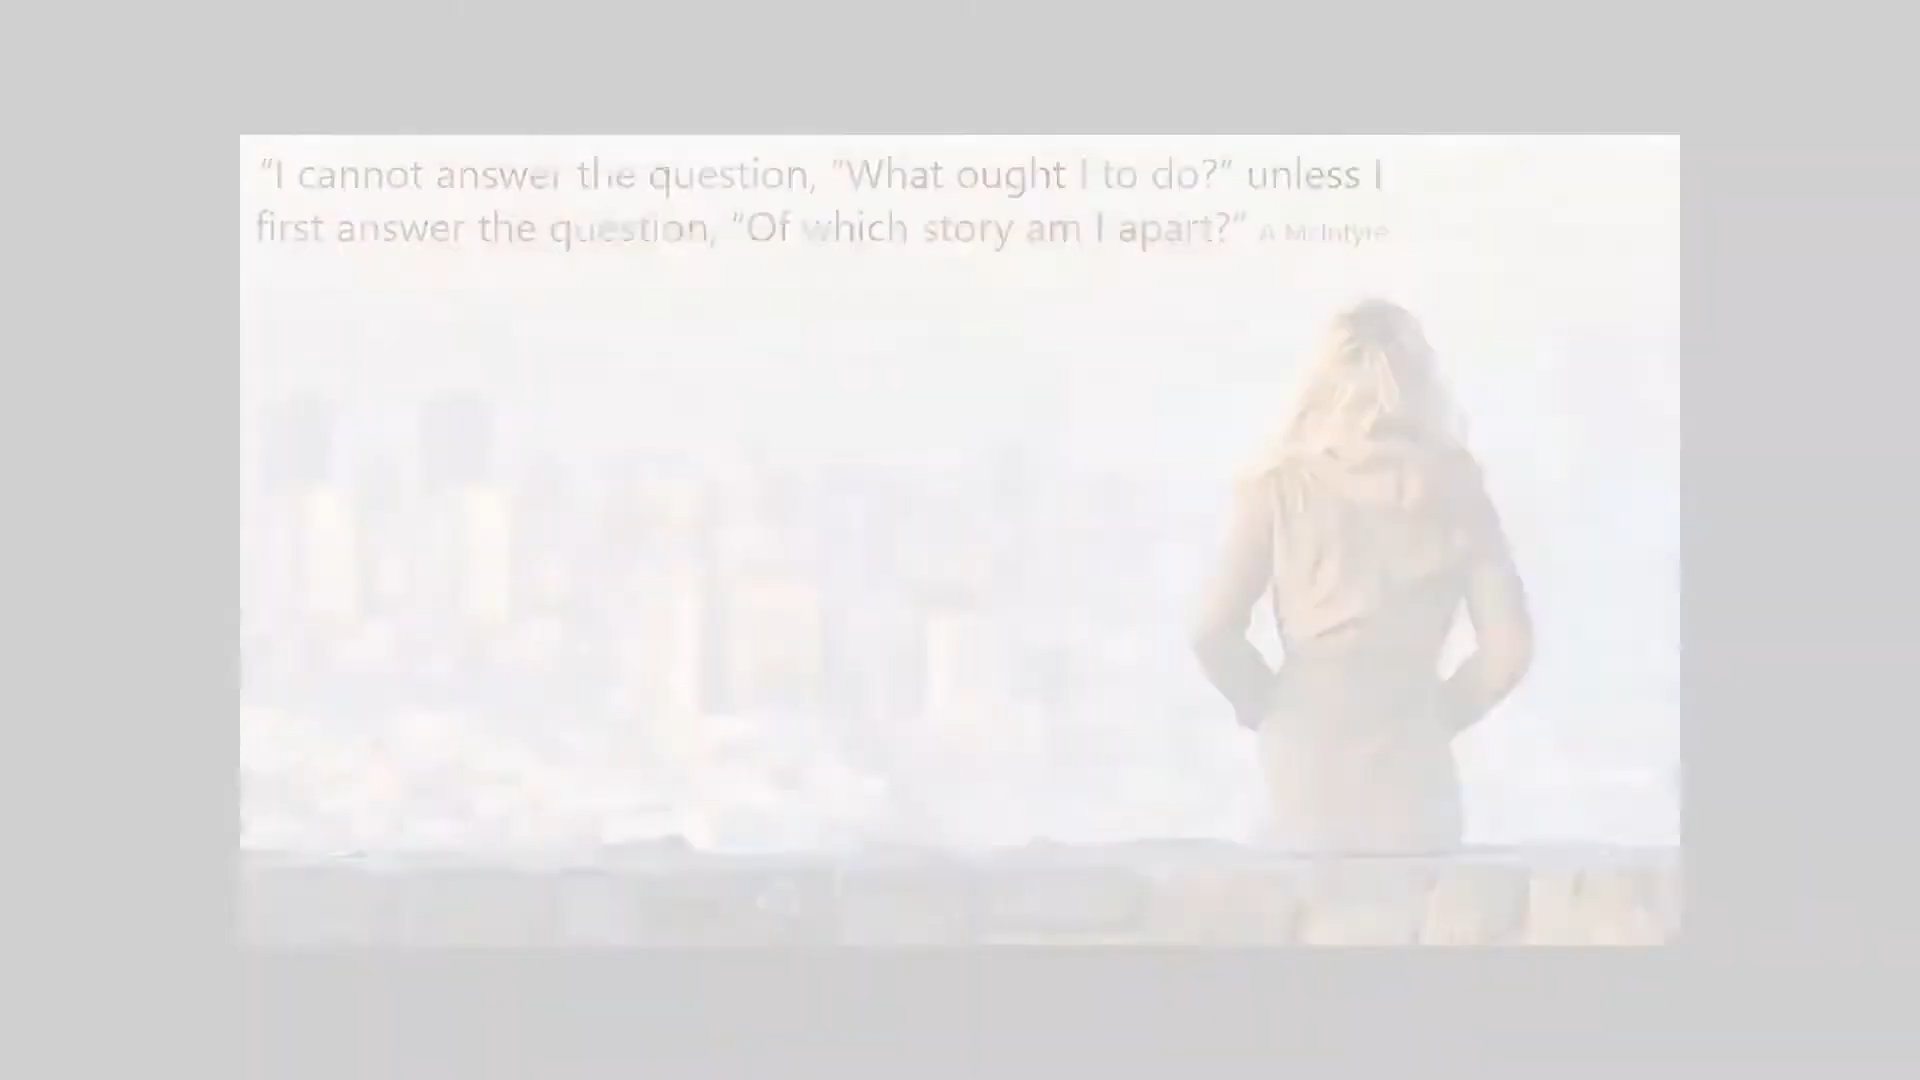 “I cannot answer the question, “What ought I to do?” unless I
first answer the question, “Of which story am I apart?” A McIntyre